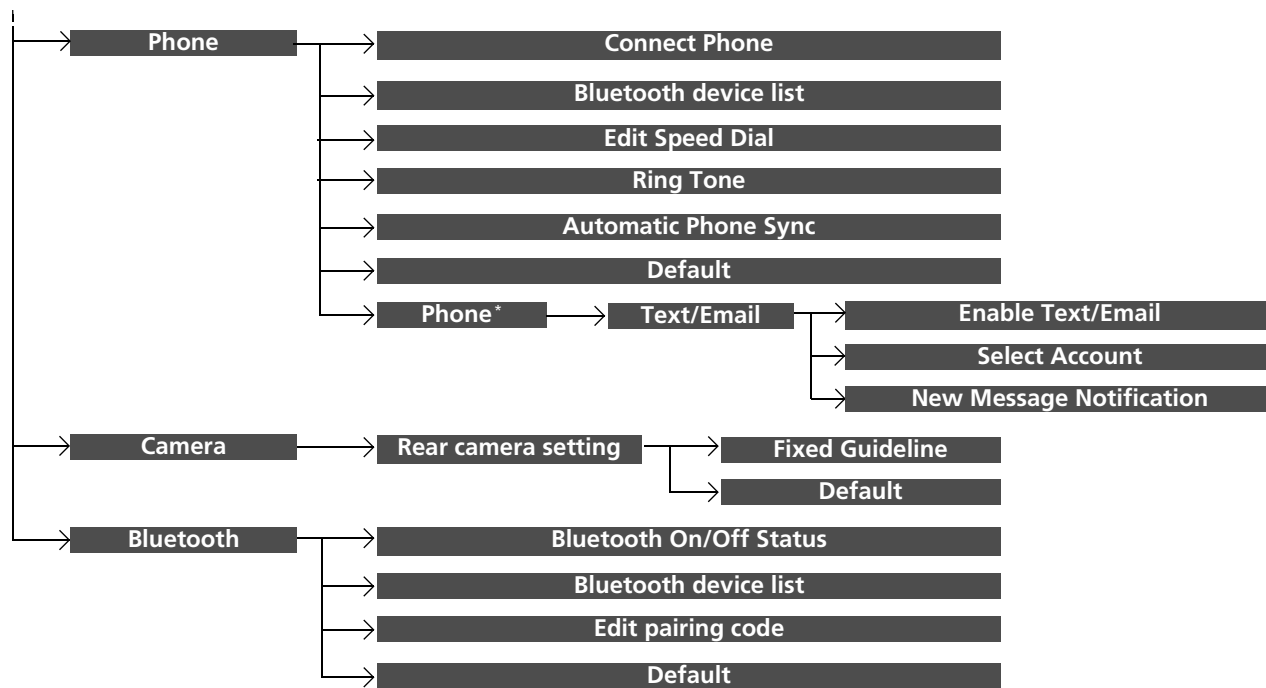 Phone
Connect Phone
Bluetooth device list
Edit Speed Dial
Ring Tone
Automatic Phone Sync
Default
Phone*
Text/Email
Enable Text/Email
Select Account
New Message Notification
Camera
Rear camera setting
Fixed Guideline
Default
Bluetooth
Bluetooth On/Off Status
Bluetooth device list
Edit pairing code
Default